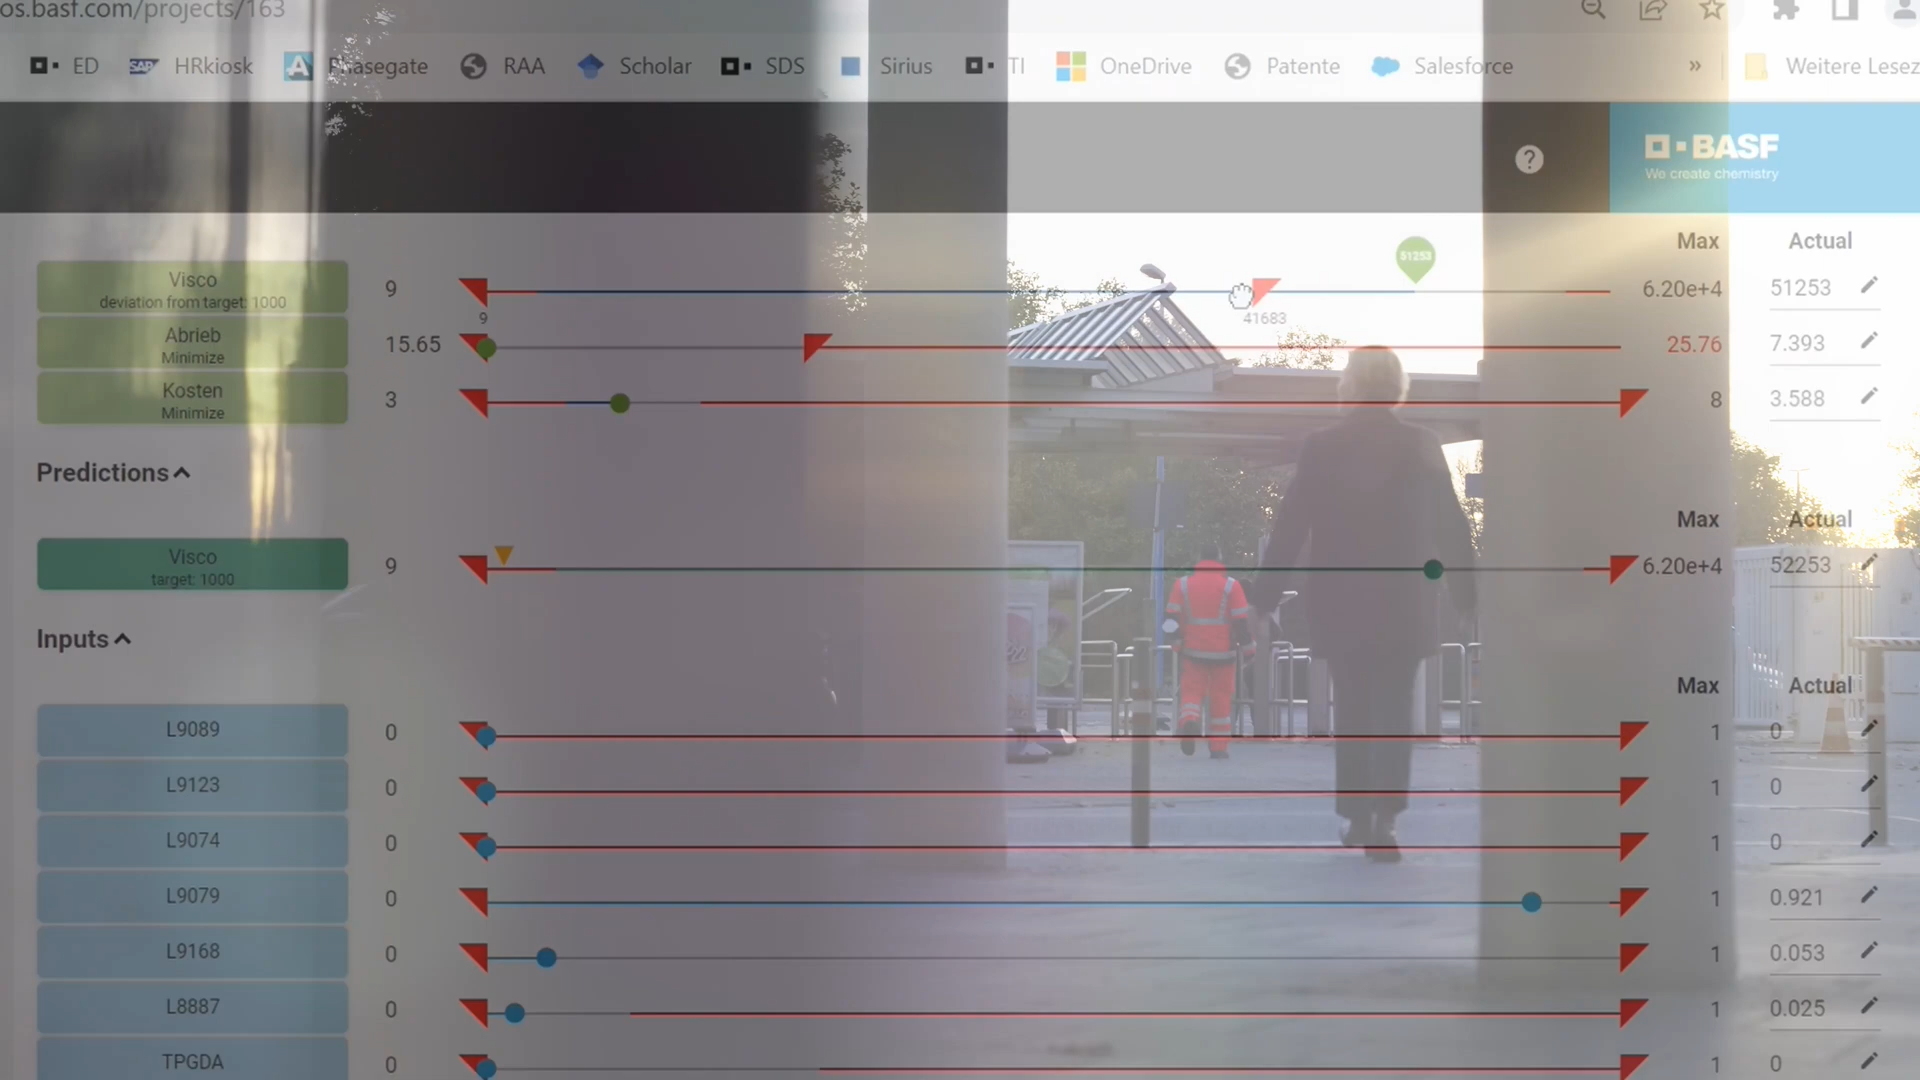 os.basf.com/projects/163
ED HRkiosk Phasegate RAA Scholar SDS Sirius TI OneDrive Patente Salesforce » Weitere Lesez
SAP
? BASF
We create chemistry
Max Actual
Visco
deviation from target: 1000
9 9 41683 51253 6.20e+4 51253
Abrieb
Minimize
15.65 25.76 7.393
Kosten
Minimize
3 8 3.588
Predictions
Max Actual
Visco
target: 1000
9 6.20e+4 52253
Inputs
Max Actual
L9089 0 1 0
L9123 0 1 0
L9074 0 1 0
L9079 0 1 0.921
L9168 0 1 0.053
L8887 0 1 0.025
TPGDA 0 1 0